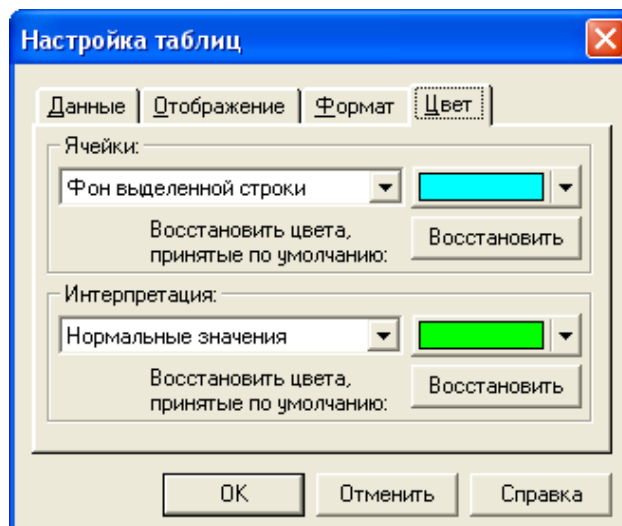 Настройка таблиц
Данные Отображение Формат Цвет
Ячейки:
Фон выделенной строки
Восстановить цвета,
принятые по умолчанию:
Восстановить
Интерпретация:
Нормальные значения
Восстановить цвета,
принятые по умолчанию:
Восстановить
OK Отменить Справка